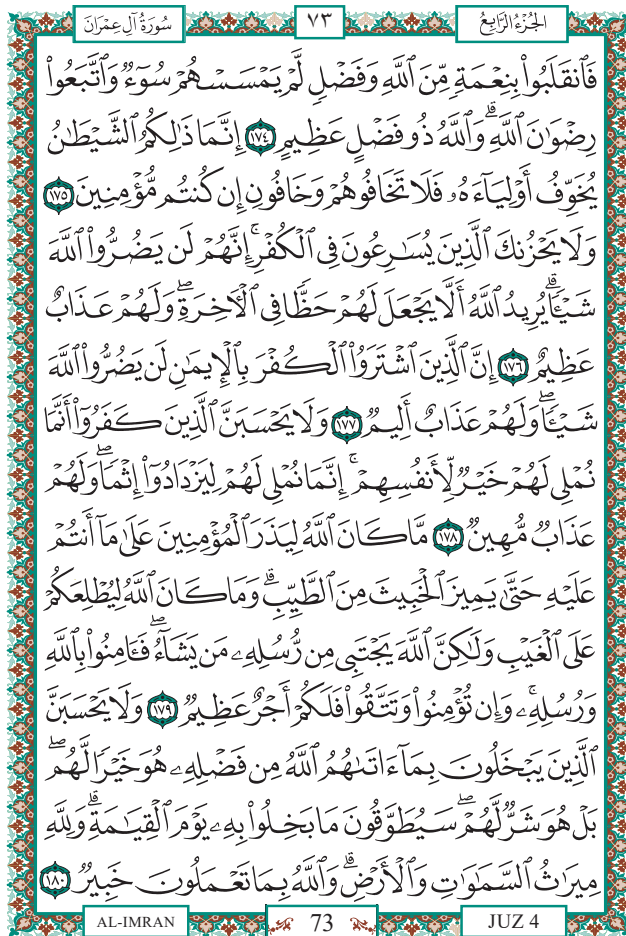 سُورَةُ آلِ عِمْرَانَ ٧٣ الجُزْءُ الرَّابِعُ
فَٱنقَلَبُوا۟ بِنِعْمَةٍ مِّنَ ٱللَّهِ وَفَضْلٍ لَّمْ يَمْسَسْهُمْ سُوٓءٌ وَٱتَّبَعُوا۟
رِضْوَٰنَ ٱللَّهِ ۗ وَٱللَّهُ ذُو فَضْلٍ عَظِيمٍ ١٧٤ إِنَّمَا ذَٰلِكُمُ ٱلشَّيْطَٰنُ
يُخَوِّفُ أَوْلِيَآءَهُۥ فَلَا تَخَافُوهُمْ وَخَافُونِ إِن كُنتُم مُّؤْمِنِينَ ١٧٥
وَلَا يَحْزُنكَ ٱلَّذِينَ يُسَٰرِعُونَ فِى ٱلْكُفْرِ ۚ إِنَّهُمْ لَن يَضُرُّوا۟ ٱللَّهَ
شَيْـًٔا ۗ يُرِيدُ ٱللَّهُ أَلَّا يَجْعَلَ لَهُمْ حَظًّا فِى ٱلْـَٔاخِرَةِ ۖ وَلَهُمْ عَذَابٌ
عَظِيمٌ ١٧٦ إِنَّ ٱلَّذِينَ ٱشْتَرَوُا۟ ٱلْكُفْرَ بِٱلْإِيمَٰنِ لَن يَضُرُّوا۟ ٱللَّهَ
شَيْـًٔا ۖ وَلَهُمْ عَذَابٌ أَلِيمٌ ١٧٧ وَلَا يَحْسَبَنَّ ٱلَّذِينَ كَفَرُوٓا۟ أَنَّمَا
نُمْلِى لَهُمْ خَيْرٌ لِّأَنفُسِهِمْ ۚ إِنَّمَا نُمْلِى لَهُمْ لِيَزْدَادُوٓا۟ إِثْمًا ۖ وَلَهُمْ
عَذَابٌ مُّهِينٌ ١٧٨ مَّا كَانَ ٱللَّهُ لِيَذَرَ ٱلْمُؤْمِنِينَ عَلَىٰ مَآ أَنتُمْ
عَلَيْهِ حَتَّىٰ يَمِيزَ ٱلْخَبِيثَ مِنَ ٱلطَّيِّبِ ۗ وَمَا كَانَ ٱللَّهُ لِيُطْلِعَكُمْ
عَلَى ٱلْغَيْبِ وَلَٰكِنَّ ٱللَّهَ يَجْتَبِى مِن رُّسُلِهِۦ مَن يَشَآءُ ۖ فَـَٔامِنُوا۟ بِٱللَّهِ
وَرُسُلِهِۦ ۚ وَإِن تُؤْمِنُوا۟ وَتَتَّقُوا۟ فَلَكُمْ أَجْرٌ عَظِيمٌ ١٧٩ وَلَا يَحْسَبَنَّ
ٱلَّذِينَ يَبْخَلُونَ بِمَآ ءَاتَىٰهُمُ ٱللَّهُ مِن فَضْلِهِۦ هُوَ خَيْرًا لَّهُم ۖ
بَلْ هُوَ شَرٌّ لَّهُمْ ۖ سَيُطَوَّقُونَ مَا بَخِلُوا۟ بِهِۦ يَوْمَ ٱلْقِيَٰمَةِ ۗ وَلِلَّهِ
مِيرَٰثُ ٱلسَّمَٰوَٰتِ وَٱلْأَرْضِ ۗ وَٱللَّهُ بِمَا تَعْمَلُونَ خَبِيرٌ ١٨٠
AL-IMRAN 73 JUZ 4